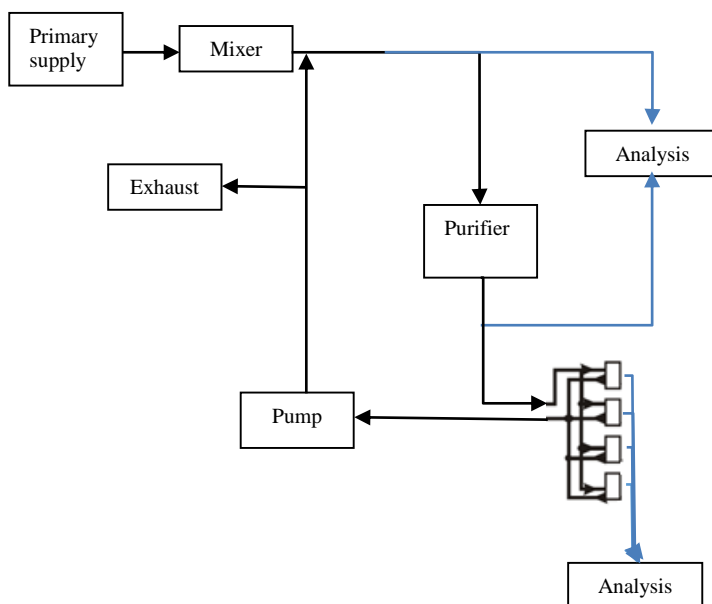 Primary
supply
Mixer
Analysis
Exhaust
Purifier
Pump
Analysis